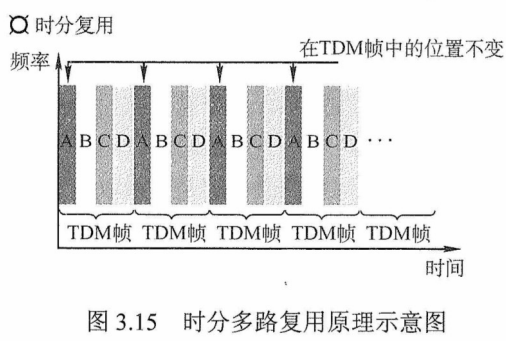 时分复用
频率
在TDM帧中的位置不变
A B C D A B C D A B C D A B C D ···
TDM帧 TDM帧 TDM帧 TDM帧 TDM帧
时间
图 3.15 时分多路复用原理示意图